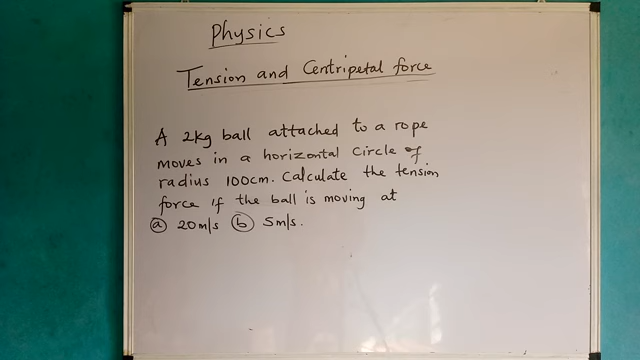 Physics
Tension and Centripetal force
A 2kg ball attached to a rope
moves in a horizontal circle of
radius 100cm. Calculate the tension
force if the ball is moving at
(a) 20m/s (b) 5m/s.